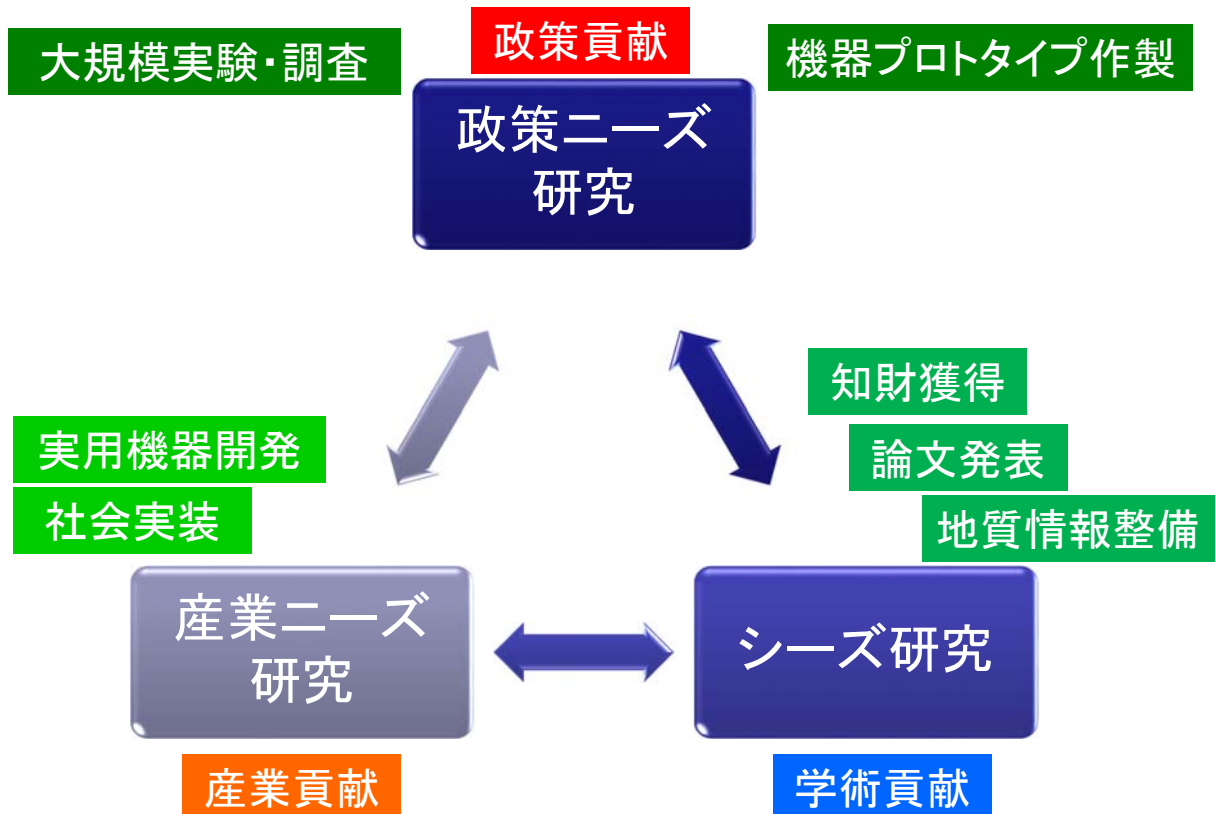 政策貢献
大規模実験・調査
機器プロトタイプ作製
政策ニーズ
研究
知財獲得
実用機器開発
論文発表
社会実装
地質情報整備
産業ニーズ
研究
シーズ研究
産業貢献
学術貢献